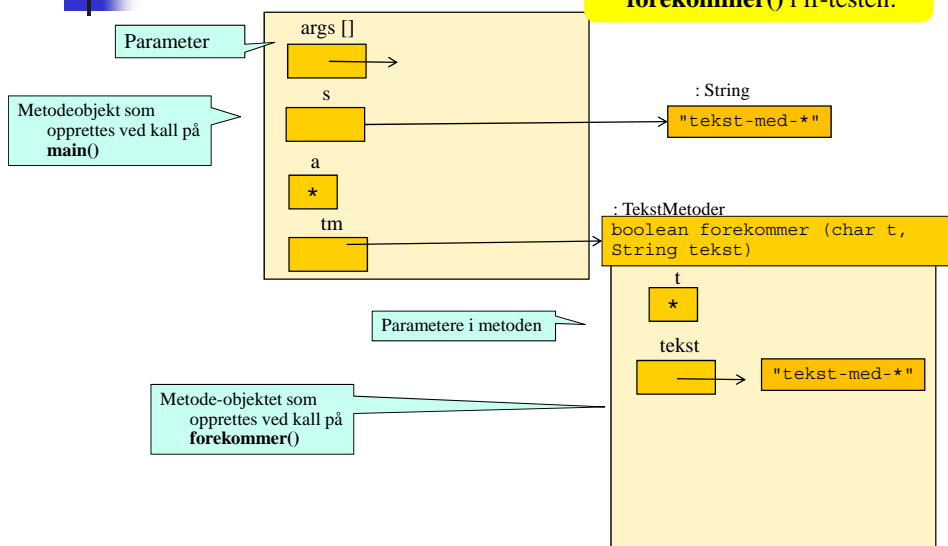 forekommer() i if-testen.
args []
Parameter
s
Metodeobjekt som
opprettes ved kall på
main()
: String
"tekst-med-*"
a
*
tm
: TekstMetoder
boolean forekommer (char t,
String tekst)
t
*
Parametere i metoden
tekst
"tekst-med-*"
Metode-objektet som
opprettes ved kall på
forekommer()